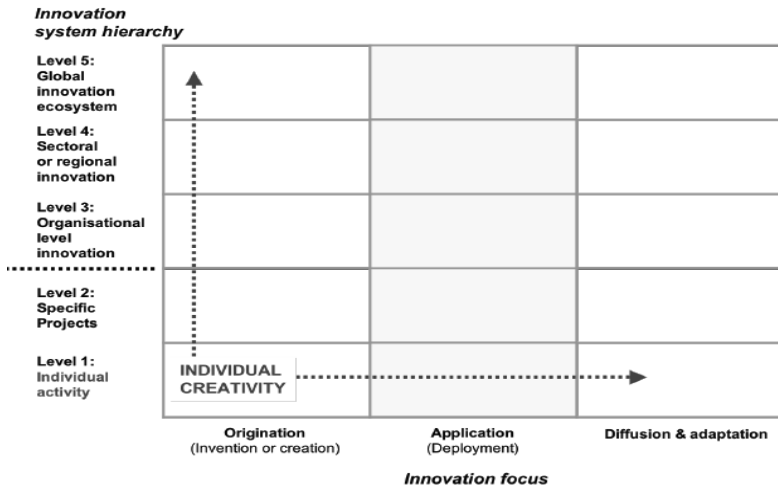 Innovation
system hierarchy
Level 5:
Global
innovation
ecosystem
Level 4:
Sectoral
or regional
innovation
Level 3:
Organisational
level
innovation
Level 2:
Specific
Projects
Level 1:
Individual
activity
INDIVIDUAL
CREATIVITY
Origination
(Invention or creation)
Application
(Deployment)
Diffusion & adaptation
Innovation focus